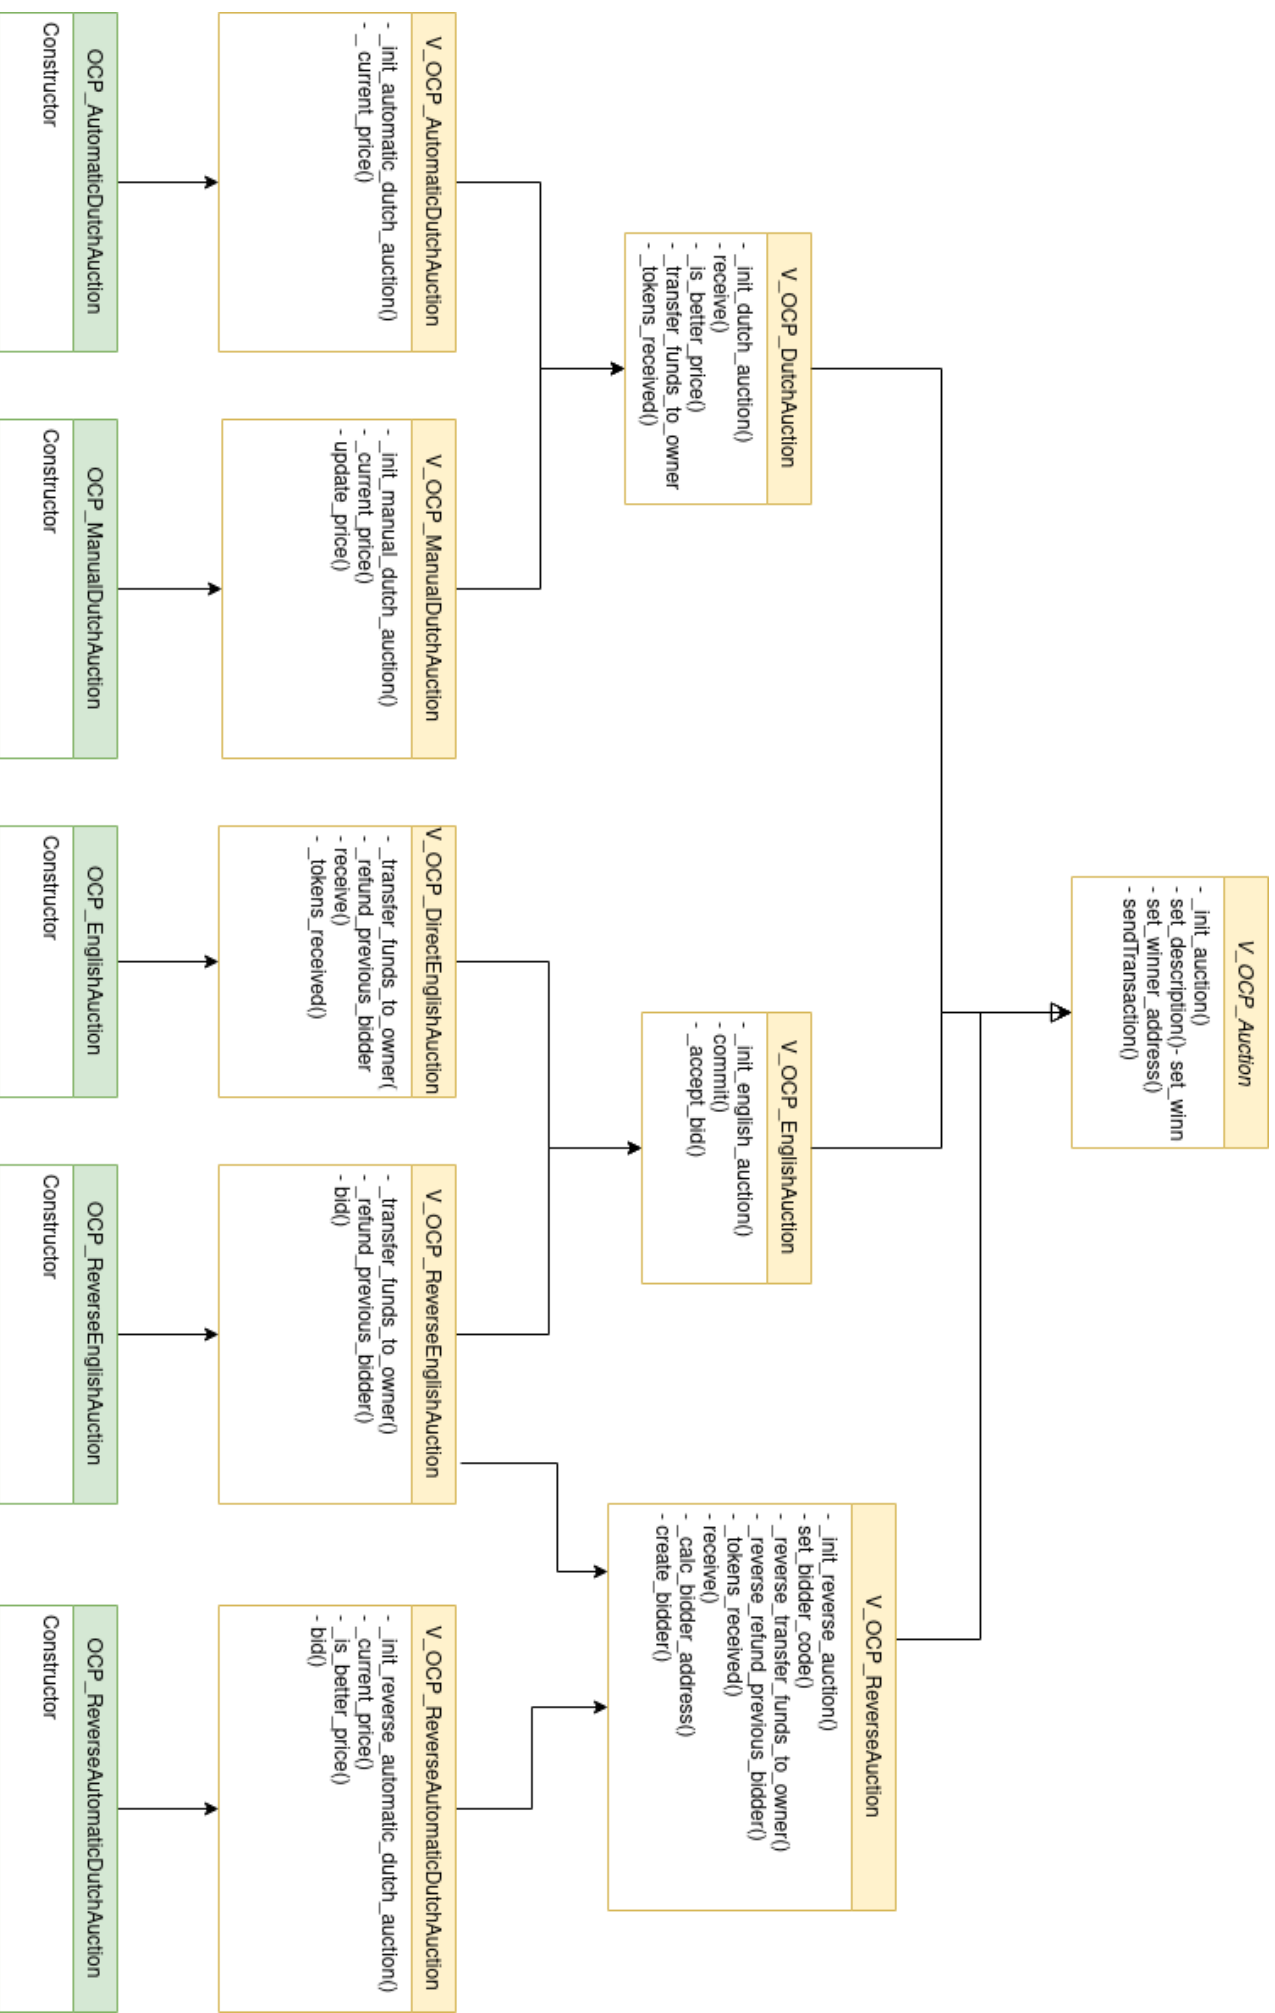 V_OCP_Auction
- _init_auction()
- set_description()- set_winn
- set_winner_address()
- sendTransaction()
V_OCP_DutchAuction
- _init_dutch_auction()
- receive()
- _is_better_price()
- _transfer_funds_to_owner
- _tokens_received()
V_OCP_EnglishAuction
- _init_english_auction()
- commit()
- _accept_bid()
V_OCP_ReverseAuction
- _init_reverse_auction()
- set_bidder_code()
- _reverse_transfer_funds_to_owner()
- _reverse_refund_previous_bidder()
- _tokens_received()
- receive()
- _calc_bidder_address()
- create_bidder()
V_OCP_AutomaticDutchAuction
- _init_automatic_dutch_auction()
- _ current_price()
V_OCP_ManualDutchAuction
- _init_manual_dutch_auction()
- _current_price()
- update_price()
V_OCP_DirectEnglishAuction
- _transfer_funds_to_owner(
- _refund_previous_bidder
- receive()
- _tokens_received()
V_OCP_ReverseEnglishAuction
- _transfer_funds_to_owner()
- _refund_previous_bidder()
- bid()
V_OCP_ReverseAutomaticDutchAuction
- _init_reverse_automatic_dutch_auction()
- _current_price()
- _is_better_price()
- bid()
OCP_AutomaticDutchAuction
Constructor
OCP_ManualDutchAuction
Constructor
OCP_EnglishAuction
Constructor
OCP_ReverseEnglishAuction
Constructor
OCP_ReverseAutomaticDutchAuction
Constructor